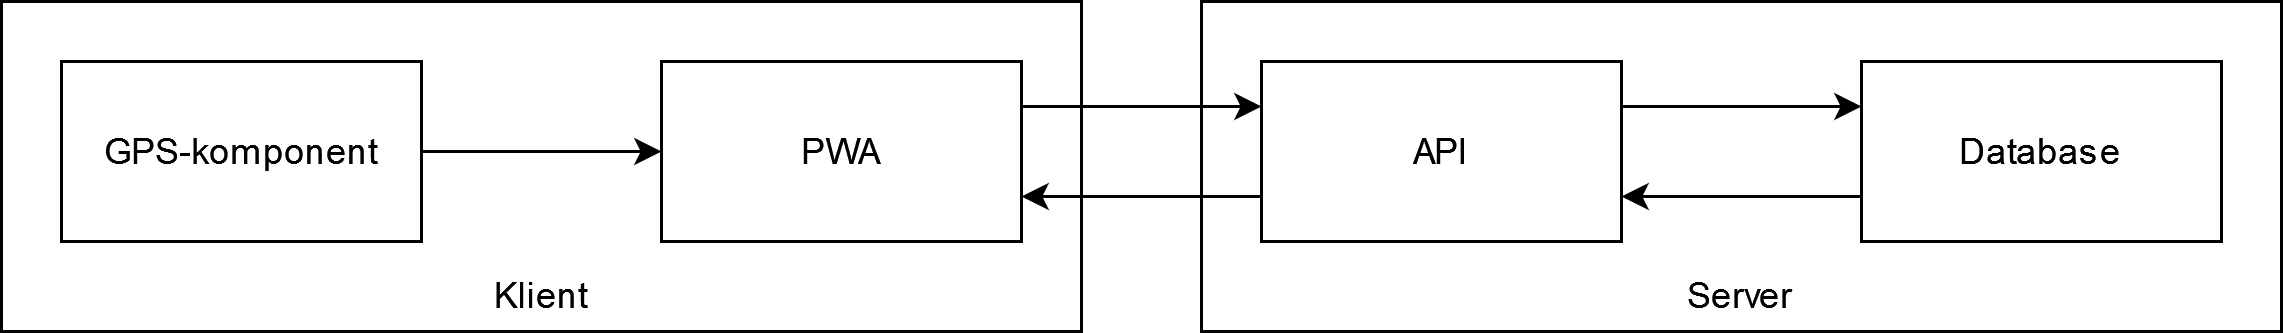 GPS-komponent
PWA
API
Database
Klient
Server